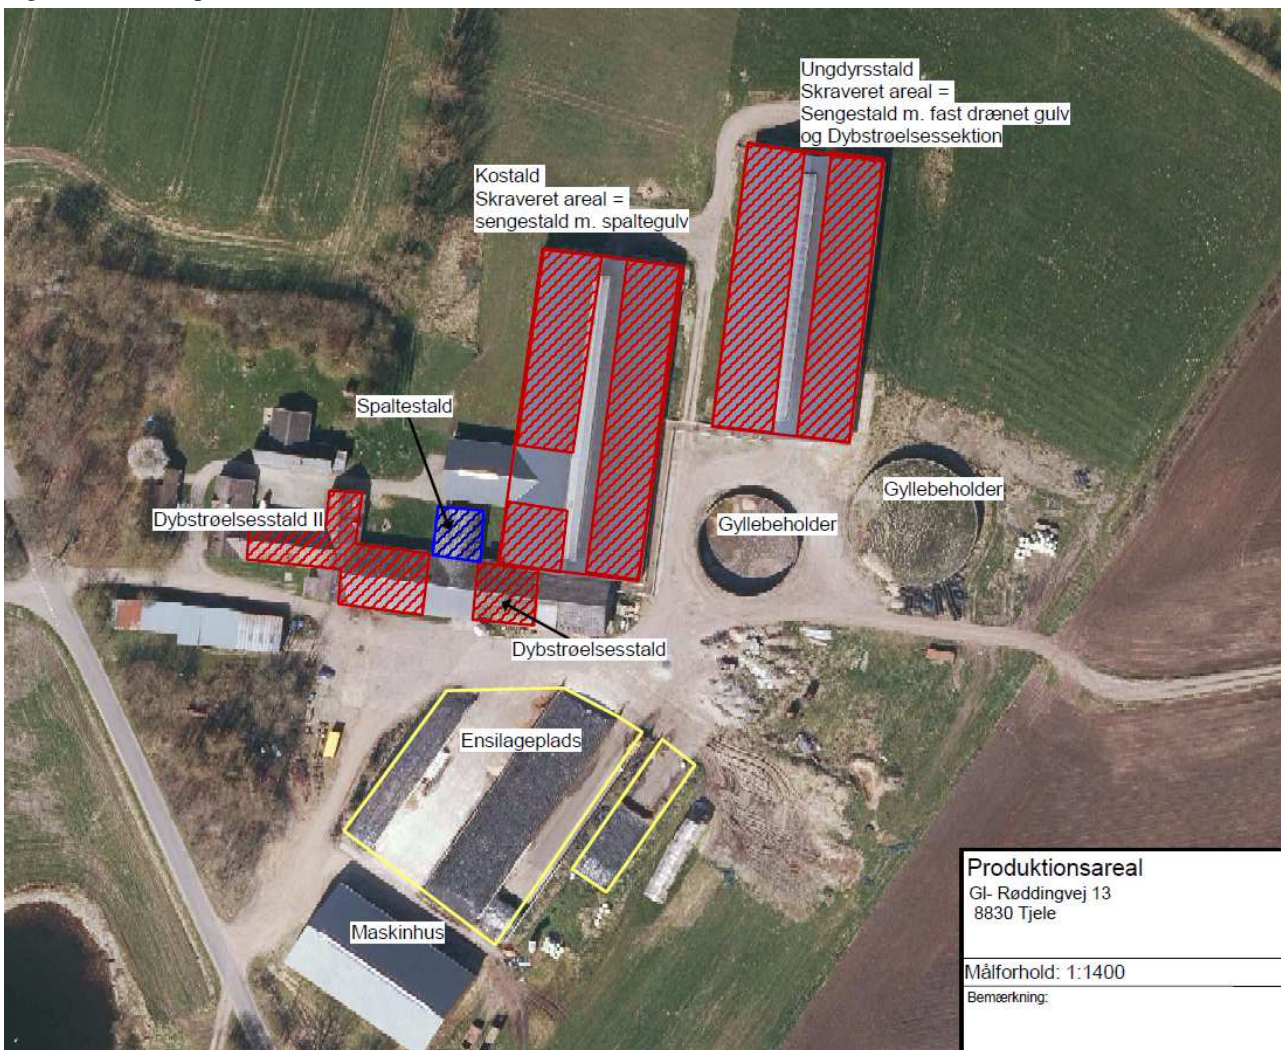 Ungdyrsstald
Skraveret areal =
Sengestald m. fast drænet gulv
og Dybstrøelsessektion
Kostald
Skraveret areal =
sengestald m. spaltegulv
Spaltestald
Gyllebeholder
Gyllebeholder
Dybstrøelsesstald II
Dybstrøelsesstald
Ensilageplads
Maskinhus
Produktionsareal
Gl- Røddingvej 13
8830 Tjele
Målforhold: 1:1400
Bemærkning: